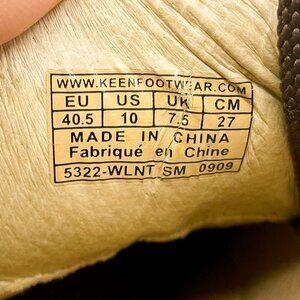 WWW.KEENFOOTWEAR.COM
EU US UK CM
40.5 10 7.5 27
MADE IN CHINA
Fabriqué en Chine
5322-WLNT SM 0909